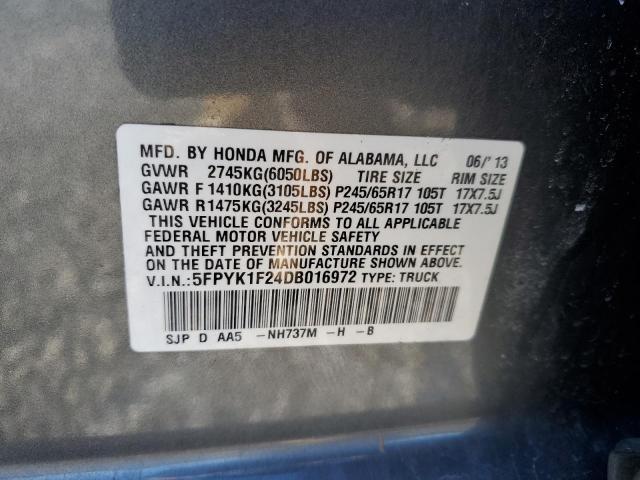 MFD. BY HONDA MFG. OF ALABAMA, LLC 06/'13
GVWR 2745KG(6050LBS) TIRE SIZE RIM SIZE
GAWR F 1410KG(3105LBS) P245/65R17 105T 17X7.5J
GAWR R1475KG(3245LBS) P245/65R17 105T 17X7.5J
THIS VEHICLE CONFORMS TO ALL APPLICABLE
FEDERAL MOTOR VEHICLE SAFETY
AND THEFT PREVENTION STANDARDS IN EFFECT
ON THE DATE OF MANUFACTURE SHOWN ABOVE.
V.I.N.:5FPYK1F24DB016972 TYPE: TRUCK
SJP D AA5 -NH737M -H -B